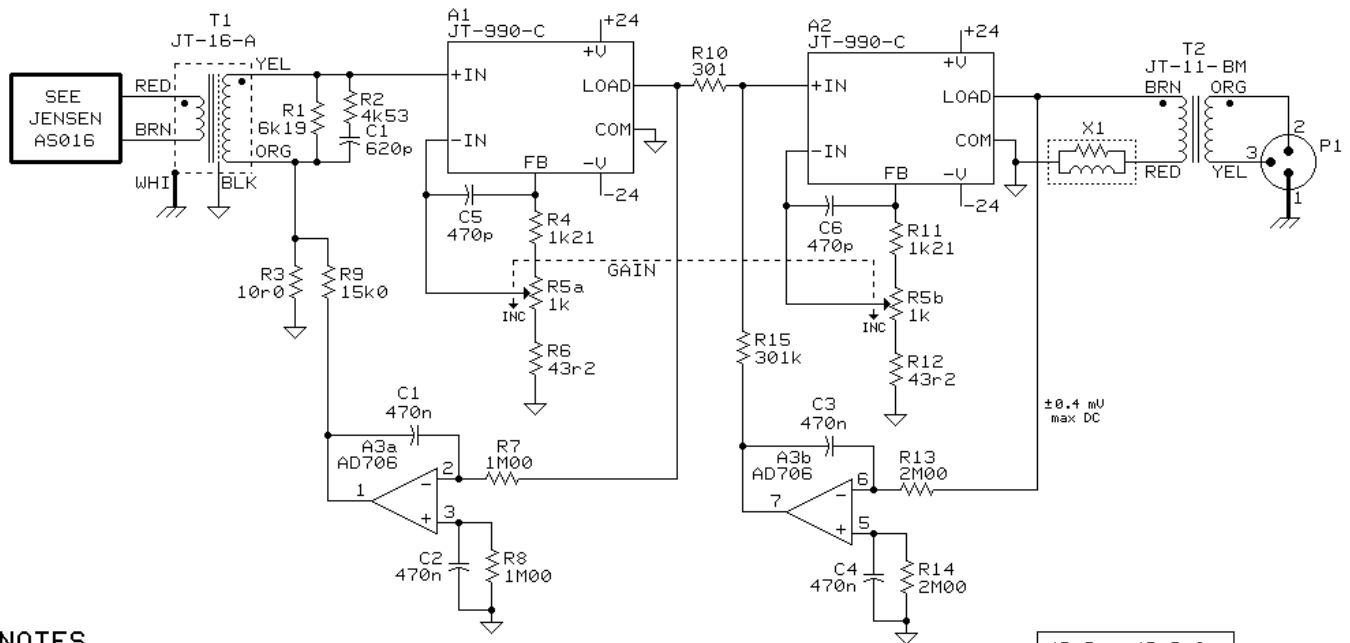 A1
JT-990-C
+24
T1
JT-16-A
YEL
+V
+IN
LOAD
R10
301
A2
JT-990-C
+24
+V
+IN
LOAD
T2
JT-11-BM
BRN
ORG
SEE
JENSEN
AS016
RED
BRN
R1
6k19
R2
4k53
C1
620p
ORG
WHI
BLK
-IN
COM
FB
-V
-24
-IN
COM
FB
-V
-24
X1
RED
YEL
2
3
1
P1
C5
470p
R4
1k21
C6
470p
R11
1k21
GAIN
R3
10r0
R9
15k0
R5a
1k
INC
R5b
1k
INC
R6
43r2
R15
301k
R12
43r2
±0.4 mV
max DC
C1
470n
A3a
AD706
R7
1M00
1
2
-
3
+
C2
470n
R8
1M00
C3
470n
A3b
AD706
R13
2M00
7
6
-
5
+
C4
470n
R14
2M00
NOTES